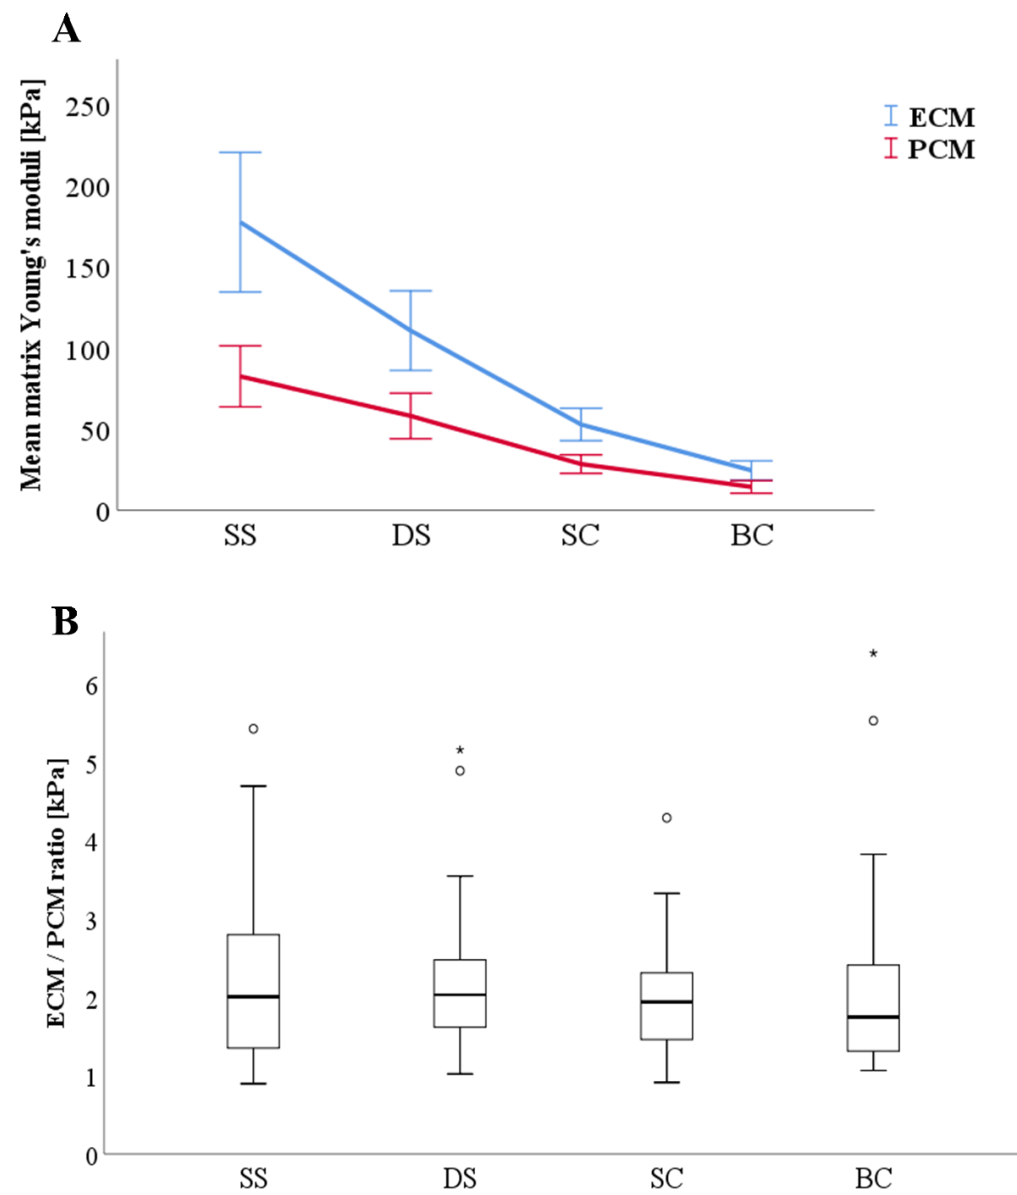 A
Mean matrix Young's moduli [kPa]
250
200
150
100
50
0
SS DS SC BC
ECM
PCM
B
ECM / PCM ratio [kPa]
6
5
4
3
2
1
0
SS DS SC BC